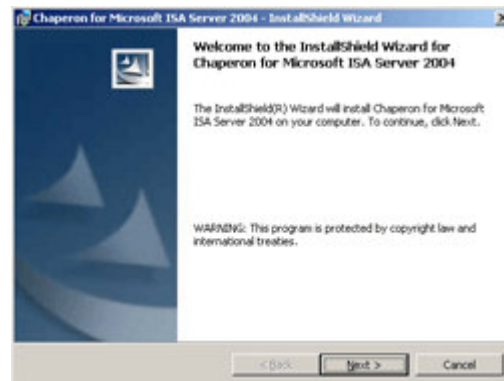 Chaperon for Microsoft ISA Server 2004 - InstallShield Wizard
Welcome to the InstallShield Wizard for
Chaperon for Microsoft ISA Server 2004
The InstallShield(R) Wizard will install Chaperon for Microsoft
ISA Server 2004 on your computer. To continue, click Next.
WARNING: This program is protected by copyright law and
international treaties.
< Back
Next >
Cancel